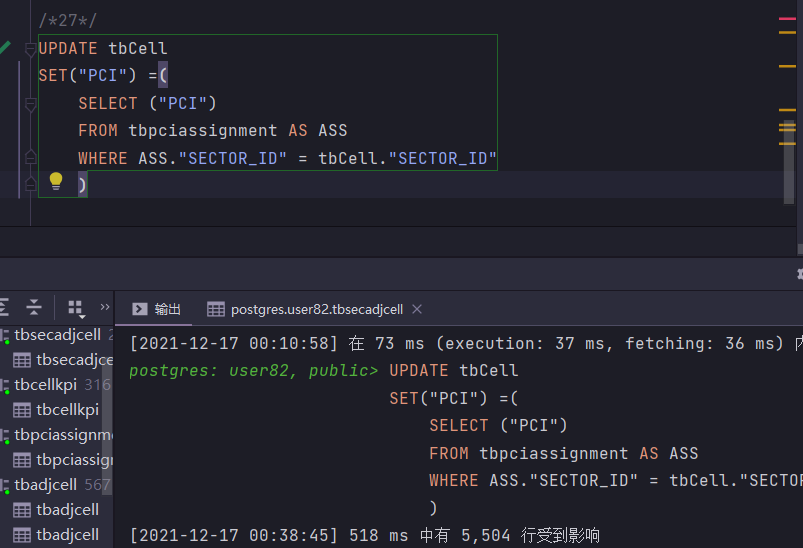 /*27*/
UPDATE tbCell
SET("PCI") =(
SELECT ("PCI")
FROM tbpciassignment AS ASS
WHERE ASS."SECTOR_ID" = tbCell."SECTOR_ID"
)
输出
postgres.user82.tbsecadjcell
tbsecadjcell 2
tbsecadjce
tbcellkpi 316
tbcellkpi
tbpciassignm
tbpciassig
tbadjcell 567
tbadjcell
tbadjcell
[2021-12-17 00:10:58] 在 73 ms (execution: 37 ms, fetching: 36 ms) 内
postgres: user82, public> UPDATE tbCell
SET("PCI") =(
SELECT ("PCI")
FROM tbpciassignment AS ASS
WHERE ASS."SECTOR_ID" = tbCell."SECTOR
)
[2021-12-17 00:38:45] 518 ms 中有 5,504 行受到影响